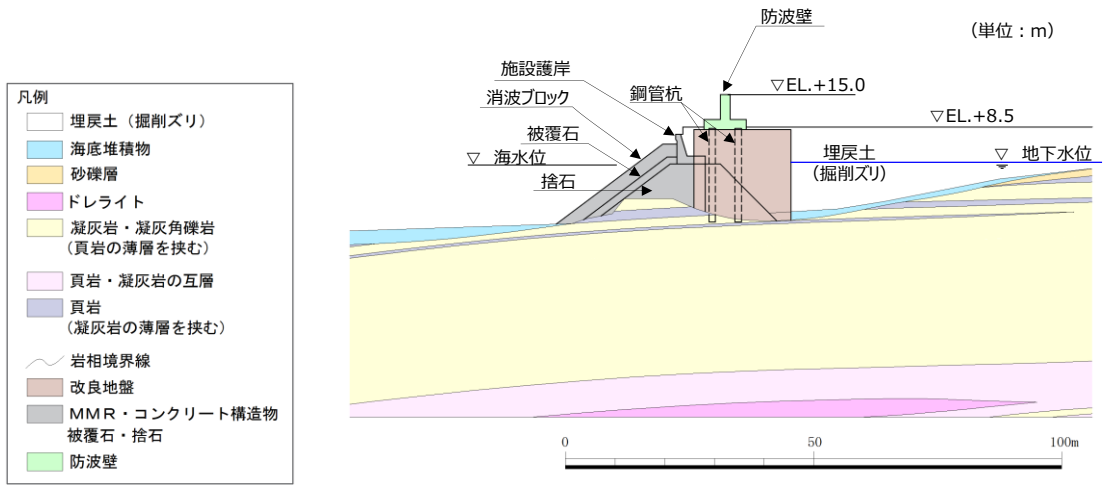 防波壁
（単位：m）
施設護岸
消波ブロック
鋼管杭
▽EL.+15.0
被覆石
▽EL.+8.5
▽ 海水位
埋戻土
(掘削ズリ)
▽ 地下水位
捨石
凡例
埋戻土（掘削ズリ）
海底堆積物
砂礫層
ドレライト
凝灰岩・凝灰角礫岩
(頁岩の薄層を挟む)
頁岩・凝灰岩の互層
頁岩
(凝灰岩の薄層を挟む)
岩相境界線
改良地盤
ＭＭＲ・コンクリート構造物
被覆石・捨石
防波壁
0 50 100m